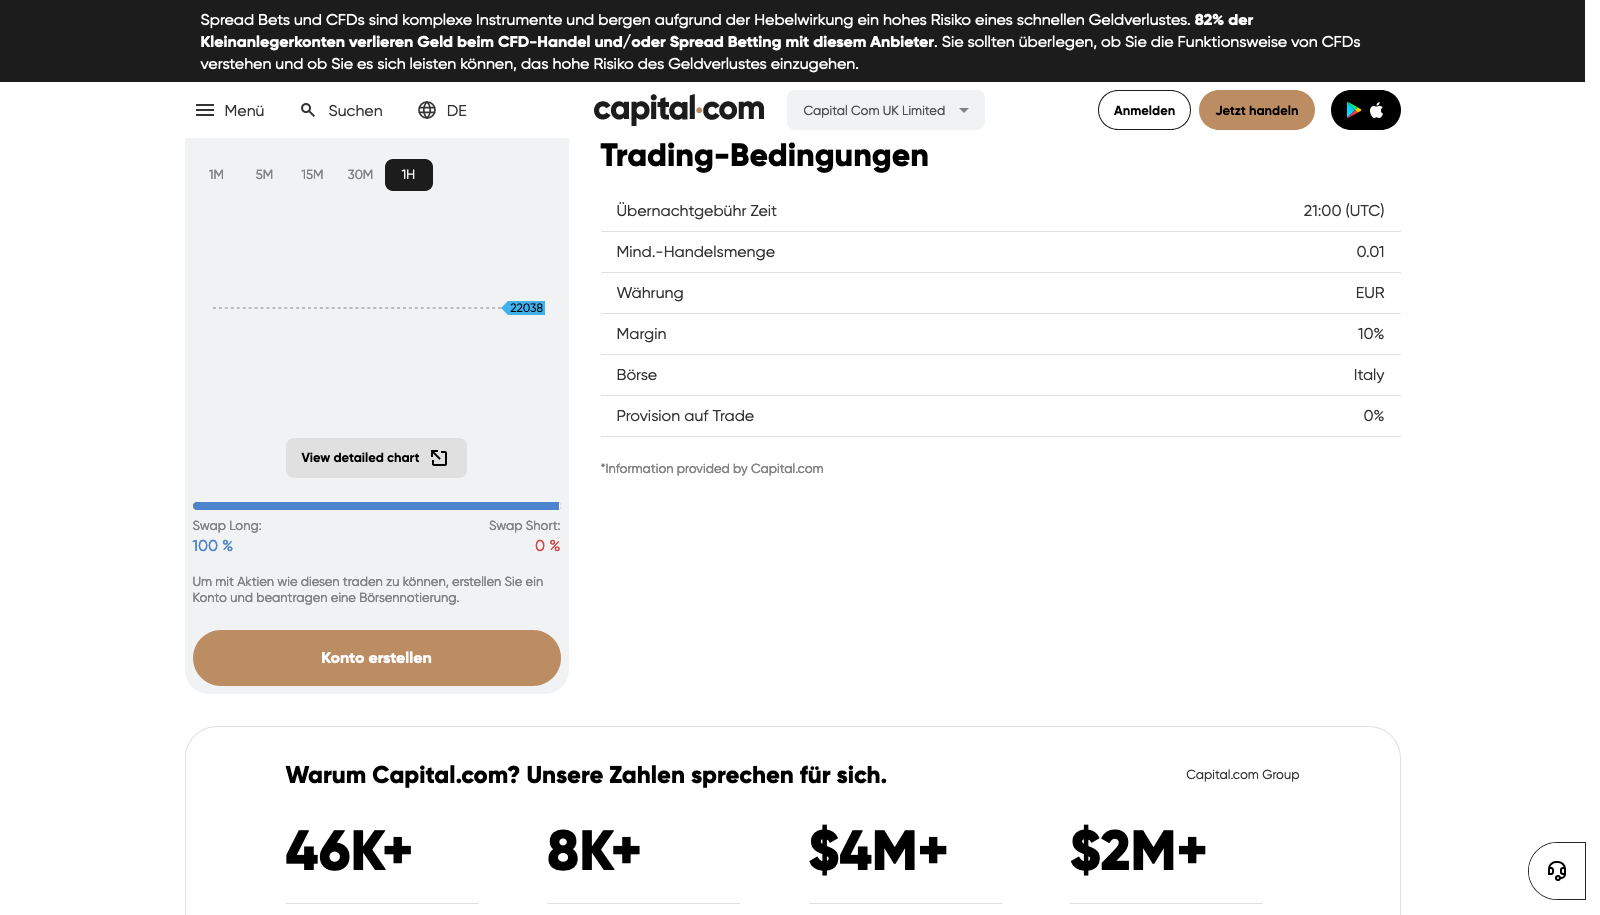 Spread Bets und CFDs sind komplexe Instrumente und bergen aufgrund der Hebelwirkung ein hohes Risiko eines schnellen Geldverlustes. 82% der
Kleinanlegerkonten verlieren Geld beim CFD-Handel und/oder Spread Betting mit diesem Anbieter. Sie sollten überlegen, ob Sie die Funktionsweise von CFDs
verstehen und ob Sie es sich leisten können, das hohe Risiko des Geldverlustes einzugehen.
Menü Suchen DE capital.com Capital Com UK Limited Anmelden Jetzt handeln
1M 5M 15M 30M 1H
22038
View detailed chart
Swap Long: Swap Short:
100 % 0 %
Um mit Aktien wie diesen traden zu können, erstellen Sie ein
Konto und beantragen eine Börsennotierung.
Konto erstellen
Trading-Bedingungen
Übernachtgebühr Zeit 21:00 (UTC)
Mind.-Handelsmenge 0.01
Währung EUR
Margin 10%
Börse Italy
Provision auf Trade 0%
*Information provided by Capital.com
Warum Capital.com? Unsere Zahlen sprechen für sich. Capital.com Group
46K+ 8K+ $4M+ $2M+